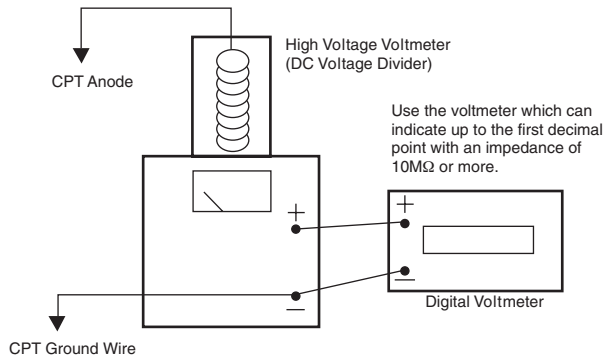 High Voltage Voltmeter
(DC Voltage Divider)
CPT Anode
Use the voltmeter which can
indicate up to the first decimal
point with an impedance of
10MΩ or more.
+
+
—
—
Digital Voltmeter
CPT Ground Wire